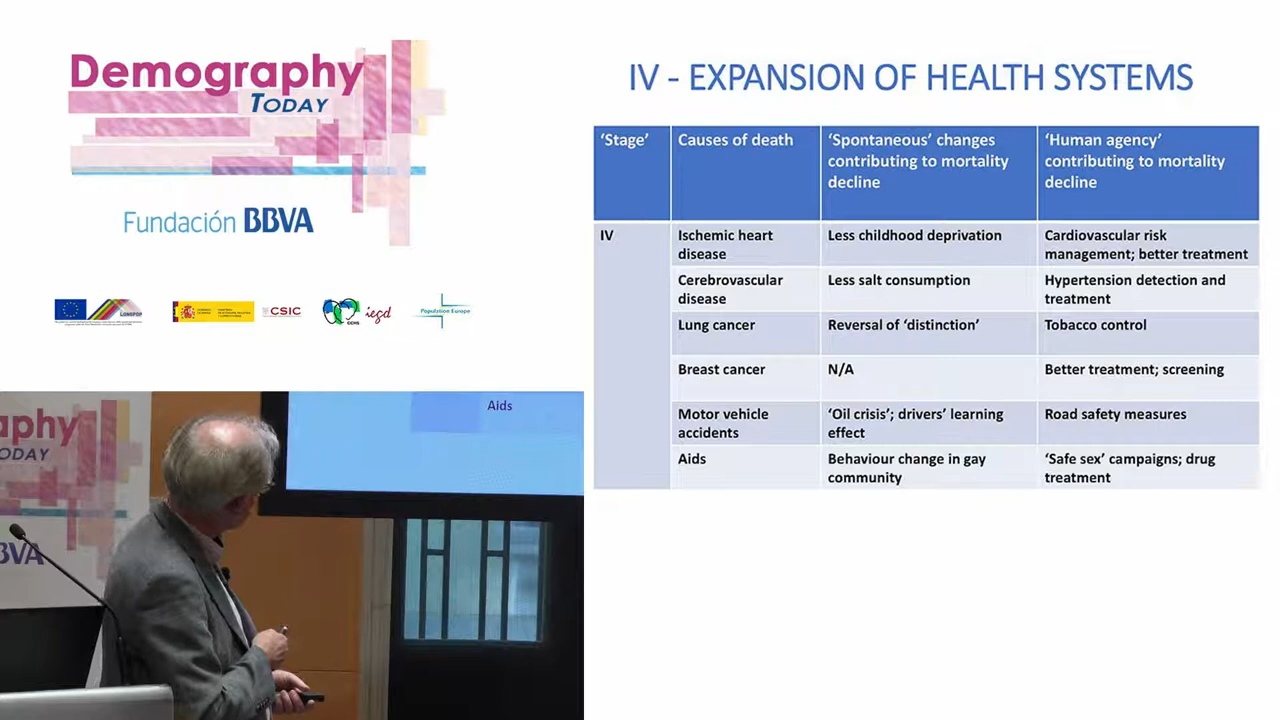 Demography
TODAY
Fundación BBVA
LONGPOP
CSIC
CCHS
iegd
Population Europe
IV - EXPANSION OF HEALTH SYSTEMS
‘Stage’
Causes of death
‘Spontaneous’ changes
contributing to mortality
decline
‘Human agency’
contributing to mortality
decline
IV
Ischemic heart
disease
Less childhood deprivation
Cardiovascular risk
management; better treatment
Cerebrovascular
disease
Less salt consumption
Hypertension detection and
treatment
Lung cancer
Reversal of ‘distinction’
Tobacco control
Breast cancer
N/A
Better treatment; screening
Motor vehicle
accidents
‘Oil crisis’; drivers’ learning
effect
Road safety measures
Aids
Behaviour change in gay
community
‘Safe sex’ campaigns; drug
treatment
Aids
aphy
ODAY
BVA